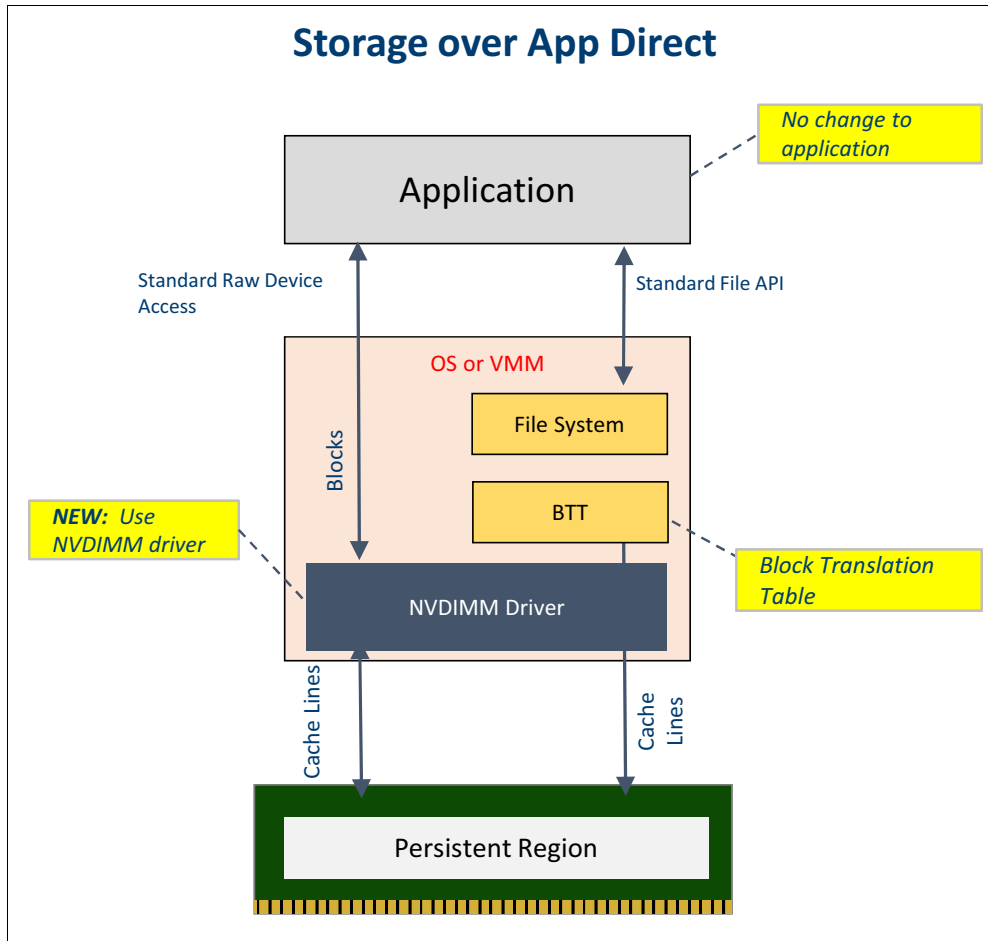 Storage over App Direct
No change to
application
Application
Standard Raw Device
Access
Standard File API
OS or VMM
File System
Blocks
BTT
NEW: Use
NVDIMM driver
Block Translation
Table
NVDIMM Driver
Cache Lines
Cache
Lines
Persistent Region